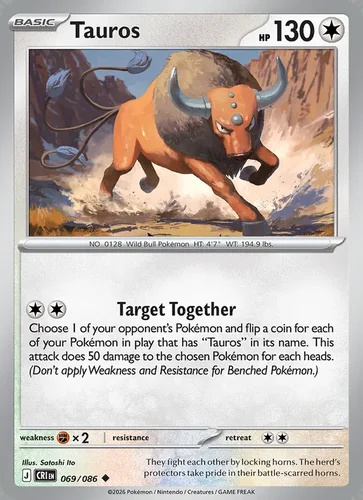 BASIC
Tauros
HP 130
NO. 0128 Wild Bull Pokémon HT: 4'7" WT: 194.9 lbs.
Target Together
Choose 1 of your opponent's Pokémon and flip a coin for each
of your Pokémon in play that has "Tauros" in its name. This
attack does 50 damage to the chosen Pokémon for each heads.
(Don't apply Weakness and Resistance for Benched Pokémon.)
weakness ×2 resistance retreat
Illus. Satoshi Ito
J CRI EN 069/086
They fight each other by locking horns. The herd's
protectors take pride in their battle-scarred horns.
©2026 Pokémon / Nintendo / Creatures / GAME FREAK